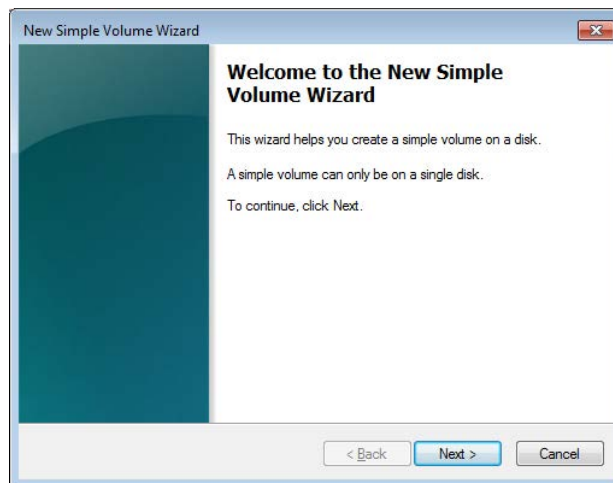 New Simple Volume Wizard
Welcome to the New Simple
Volume Wizard
This wizard helps you create a simple volume on a disk.
A simple volume can only be on a single disk.
To continue, click Next.
< Back
Next >
Cancel